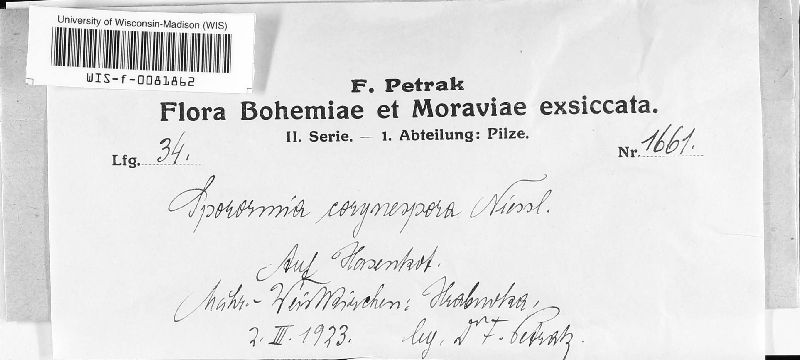 University of Wisconsin-Madison (WIS)
WIS-f-0081862
F. Petrak
Flora Bohemiae et Moraviae exsiccata.
II. Serie. — 1. Abteilung: Pilze.
Lfg. 34.
Nr. 1661.
Sporormia corynespora Niessl.
Auf Hasenkot.
Mähr.-Weisskirchen: Hrabuvka,
2. III. 1923. leg. Dr F. Petrak.